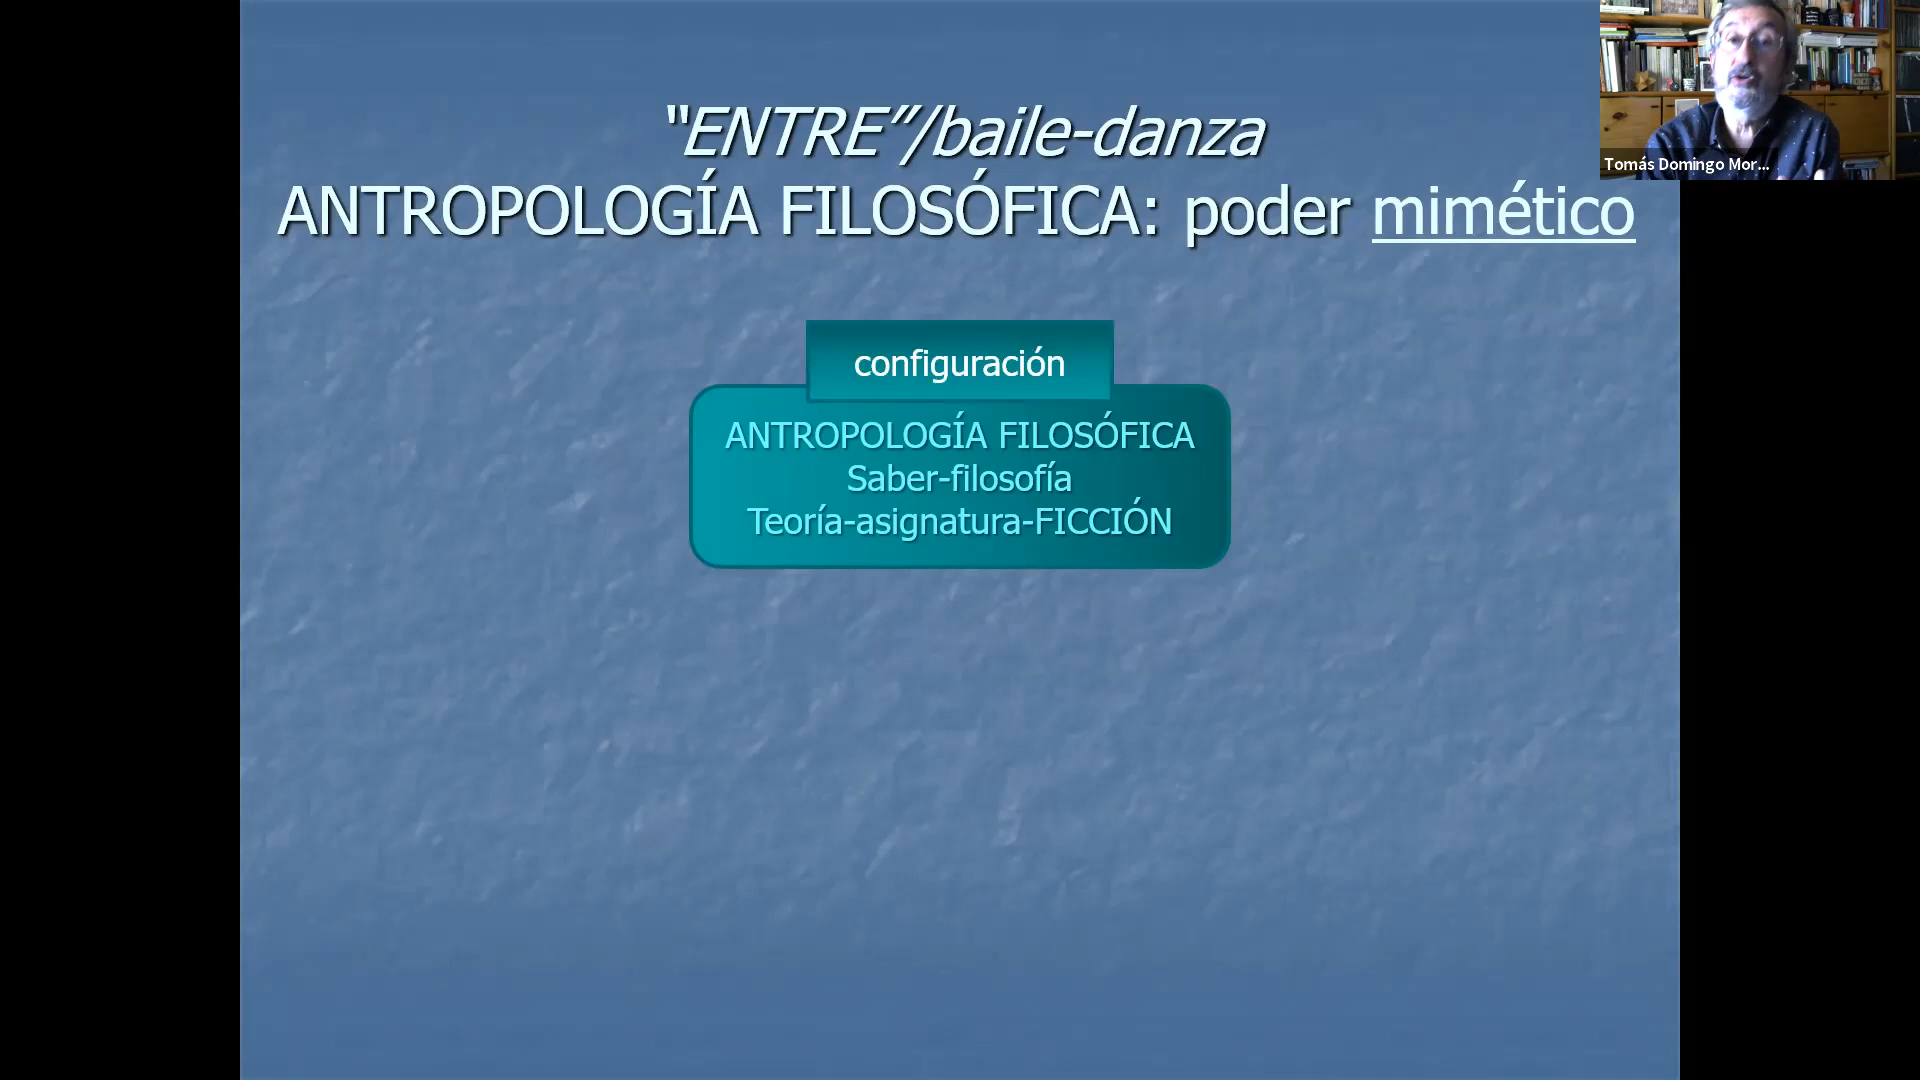 “ENTRE”/baile-danza
ANTROPOLOGÍA FILOSÓFICA: poder mimético
configuración
ANTROPOLOGÍA FILOSÓFICA
Saber-filosofía
Teoría-asignatura-FICCIÓN
Tomás Domingo Mor...